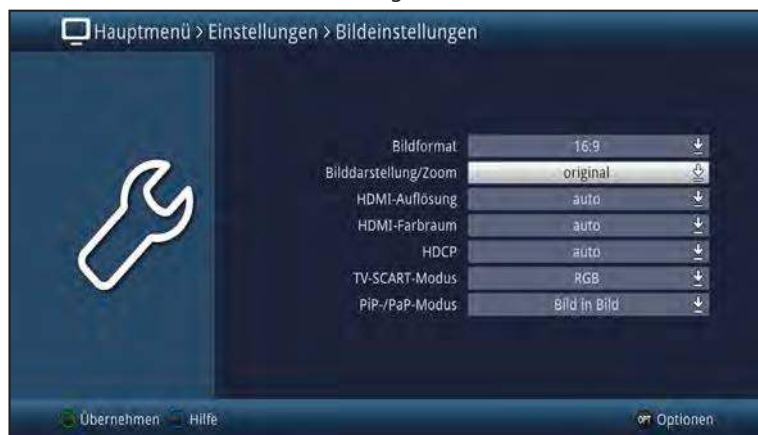 Hauptmenü > Einstellungen > Bildeinstellungen
Bildformat 16:9
Bilddarstellung/Zoom original
HDMI-Auflösung auto
HDMI-Farbraum auto
HDCP auto
TV-SCART-Modus RGB
PiP-/PaP-Modus Bild in Bild
Übernehmen Hilfe OPT Optionen